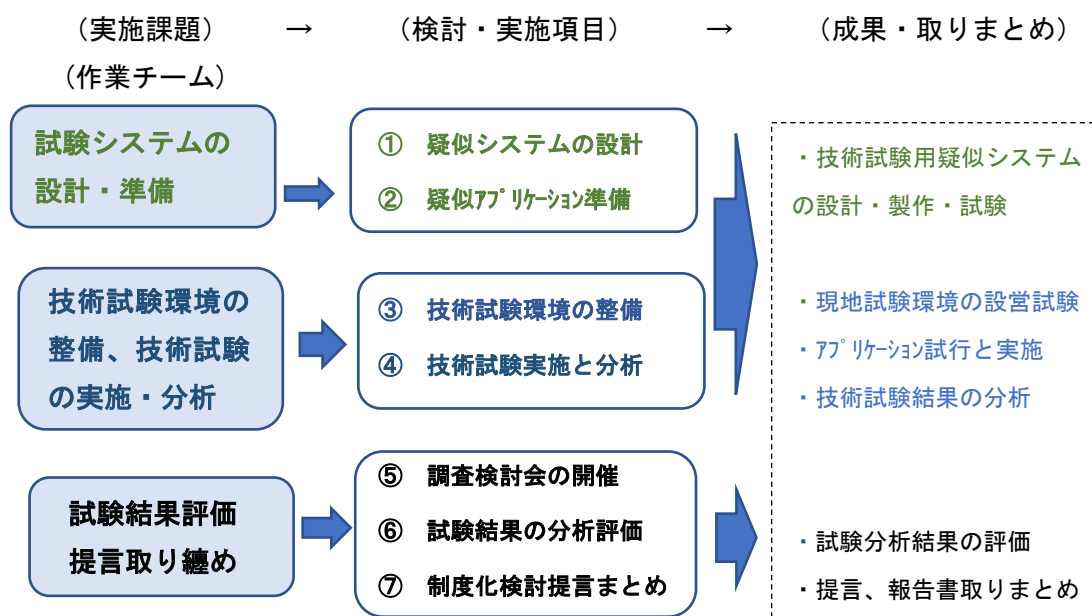 (実施課題) → (検討・実施項目) → (成果・取りまとめ)
(作業チーム)
試験システムの
設計・準備
① 疑似システムの設計
② 疑似ｱﾌﾟﾘｹｰｼｮﾝ準備
・技術試験用疑似システム
の設計・製作・試験
技術試験環境の
整備、技術試験
の実施・分析
③ 技術試験環境の整備
④ 技術試験実施と分析
・現地試験環境の設営試験
・ｱﾌﾟﾘｹｰｼｮﾝ試行と実施
・技術試験結果の分析
試験結果評価
提言取り纏め
⑤ 調査検討会の開催
⑥ 試験結果の分析評価
⑦ 制度化検討提言まとめ
・試験分析結果の評価
・提言、報告書取りまとめ